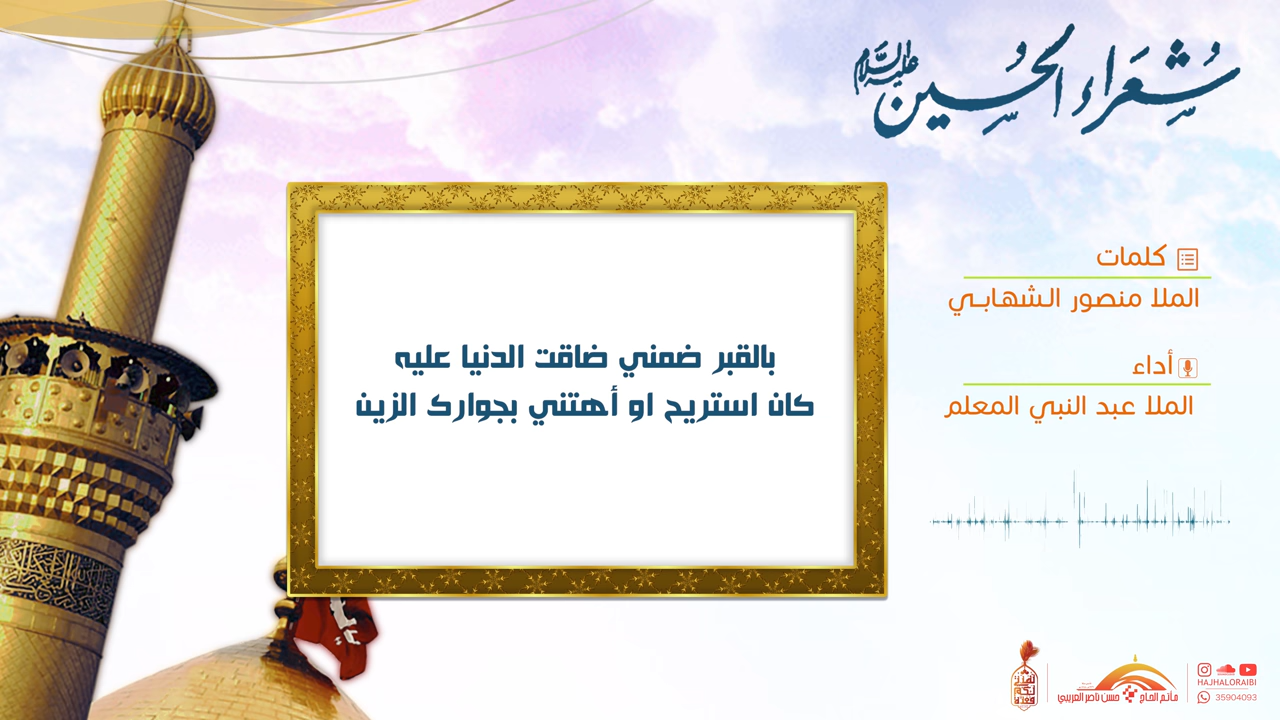 شعراء الحسين عليه السلام
كلمات
الملا منصور الشهابي
أداء
الملا عبد النبي المعلم
بالقبر ضمني ضاقت الدنيا عليه
كان استريح او أهتني بجوارك الزين
مأتم الحاج حسن ناصر العريبي
HAJHALORAIBI
35904093